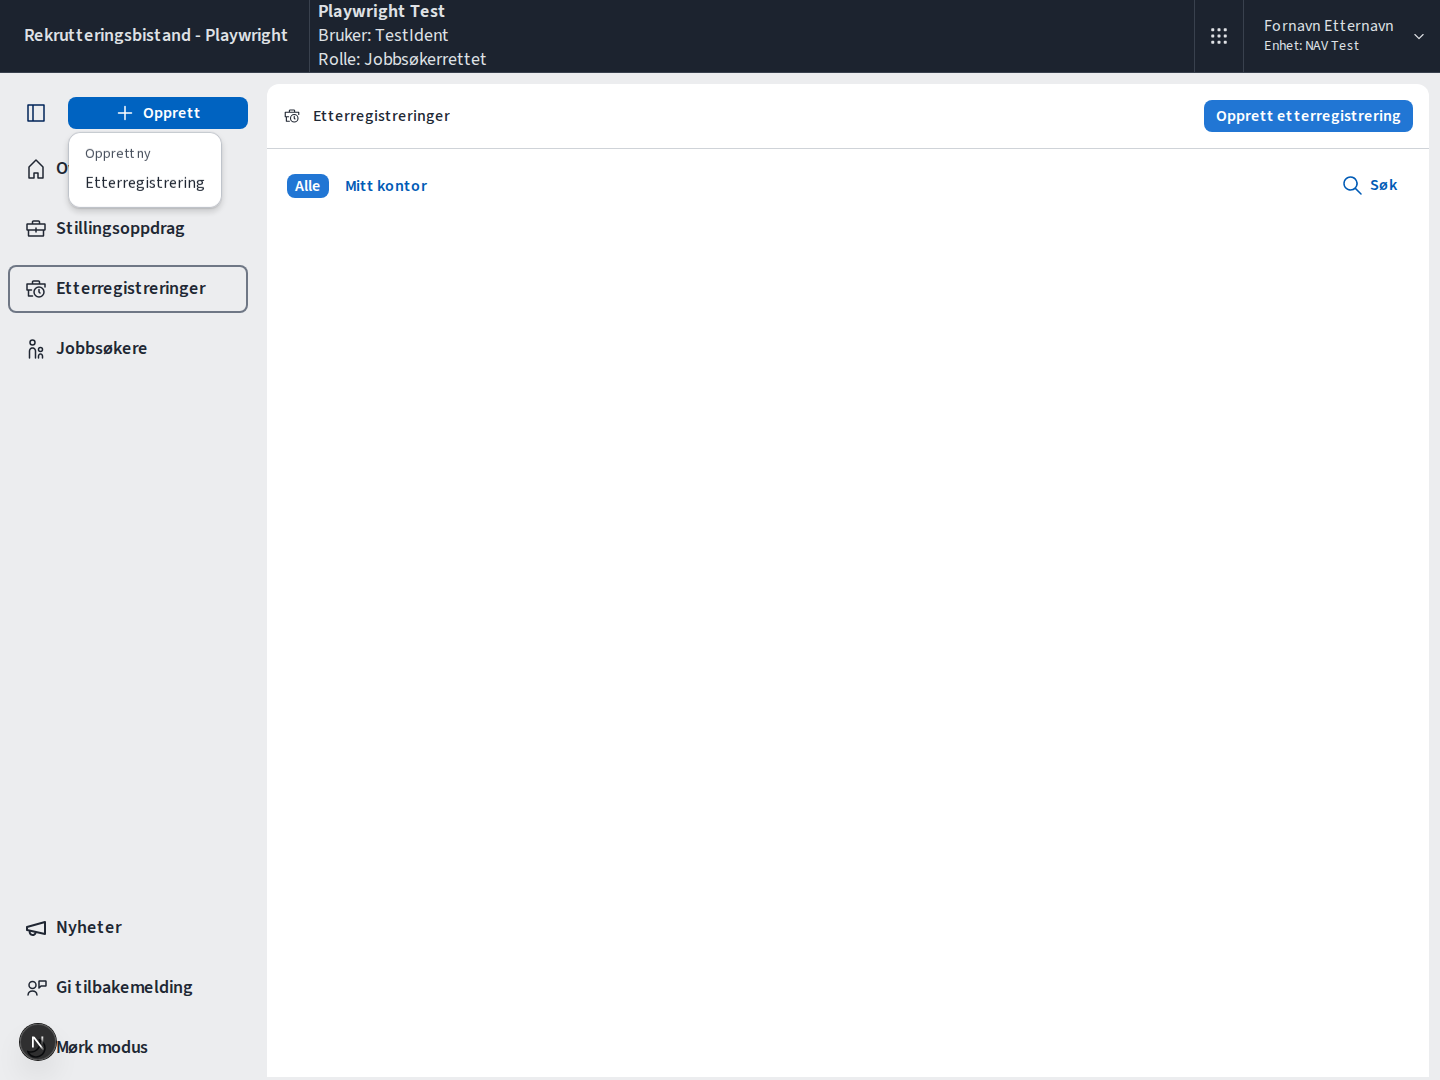 Rekrutteringsbistand - Playwright
Playwright Test
Bruker: TestIdent
Rolle: Jobbsøkerrettet
Fornavn Etternavn
Enhet: NAV Test
Opprett
Opprett ny
Etterregistrering
Stillingsoppdrag
Etterregistreringer
Jobbsøkere
Nyheter
Gi tilbakemelding
Mørk modus
N
Etterregistreringer
Opprett etterregistrering
Alle
Mitt kontor
Søk